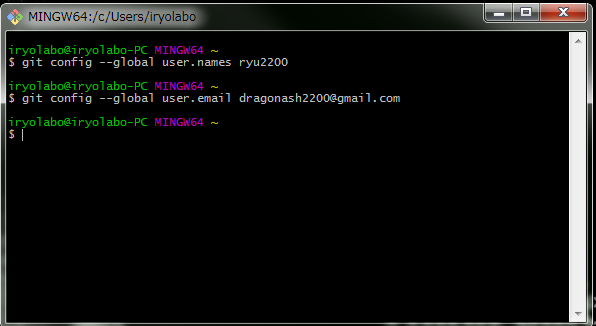 MINGW64:/c/Users/iryolabo
iryolabo@iryolabo-PC MINGW64 ~
$ git config --global user.names ryu2200
iryolabo@iryolabo-PC MINGW64 ~
$ git config --global user.email dragonash2200@gmail.com
iryolabo@iryolabo-PC MINGW64 ~
$